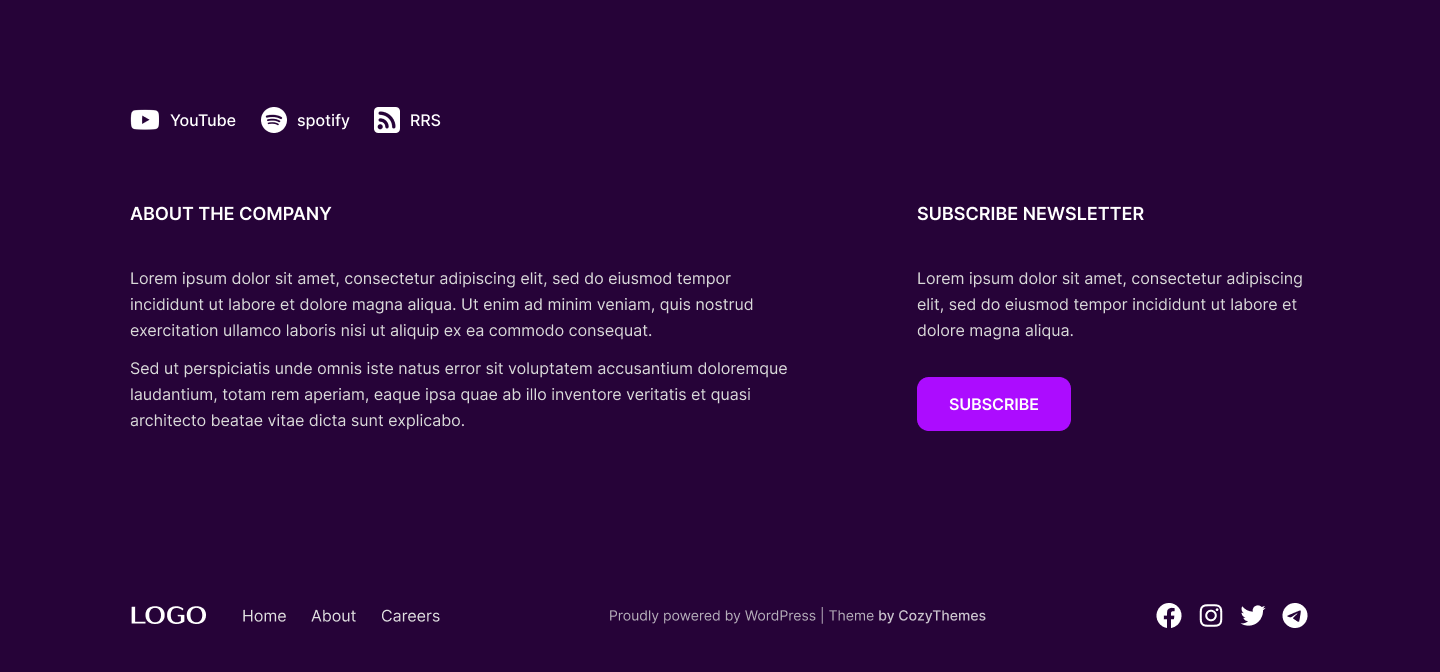 YouTube spotify RRS
ABOUT THE COMPANY
Lorem ipsum dolor sit amet, consectetur adipiscing elit, sed do eiusmod tempor
incididunt ut labore et dolore magna aliqua. Ut enim ad minim veniam, quis nostrud
exercitation ullamco laboris nisi ut aliquip ex ea commodo consequat.
Sed ut perspiciatis unde omnis iste natus error sit voluptatem accusantium doloremque
laudantium, totam rem aperiam, eaque ipsa quae ab illo inventore veritatis et quasi
architecto beatae vitae dicta sunt explicabo.
SUBSCRIBE NEWSLETTER
Lorem ipsum dolor sit amet, consectetur adipiscing
elit, sed do eiusmod tempor incididunt ut labore et
dolore magna aliqua.
SUBSCRIBE
LOGO Home About Careers
Proudly powered by WordPress | Theme by CozyThemes